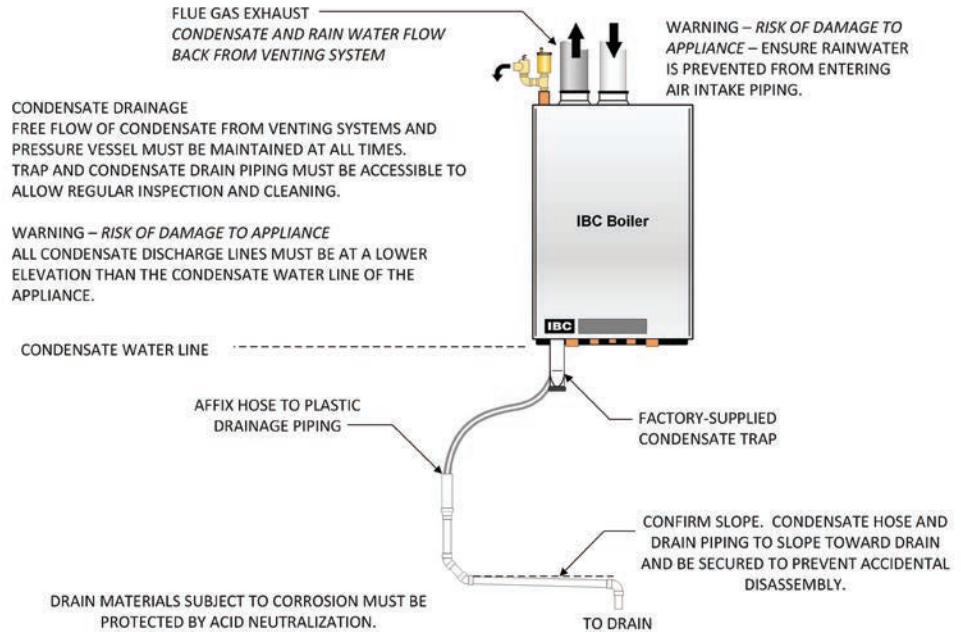 FLUE GAS EXHAUST
CONDENSATE AND RAIN WATER FLOW
BACK FROM VENTING SYSTEM
WARNING – RISK OF DAMAGE TO
APPLIANCE – ENSURE RAINWATER
IS PREVENTED FROM ENTERING
AIR INTAKE PIPING.
CONDENSATE DRAINAGE
FREE FLOW OF CONDENSATE FROM VENTING SYSTEMS AND
PRESSURE VESSEL MUST BE MAINTAINED AT ALL TIMES.
TRAP AND CONDENSATE DRAIN PIPING MUST BE ACCESSIBLE TO
ALLOW REGULAR INSPECTION AND CLEANING.
WARNING – RISK OF DAMAGE TO APPLIANCE
ALL CONDENSATE DISCHARGE LINES MUST BE AT A LOWER
ELEVATION THAN THE CONDENSATE WATER LINE OF THE
APPLIANCE.
IBC Boiler
IBC
CONDENSATE WATER LINE
AFFIX HOSE TO PLASTIC
DRAINAGE PIPING
FACTORY-SUPPLIED
CONDENSATE TRAP
CONFIRM SLOPE. CONDENSATE HOSE AND
DRAIN PIPING TO SLOPE TOWARD DRAIN
AND BE SECURED TO PREVENT ACCIDENTAL
DISASSEMBLY.
DRAIN MATERIALS SUBJECT TO CORROSION MUST BE
PROTECTED BY ACID NEUTRALIZATION.
TO DRAIN